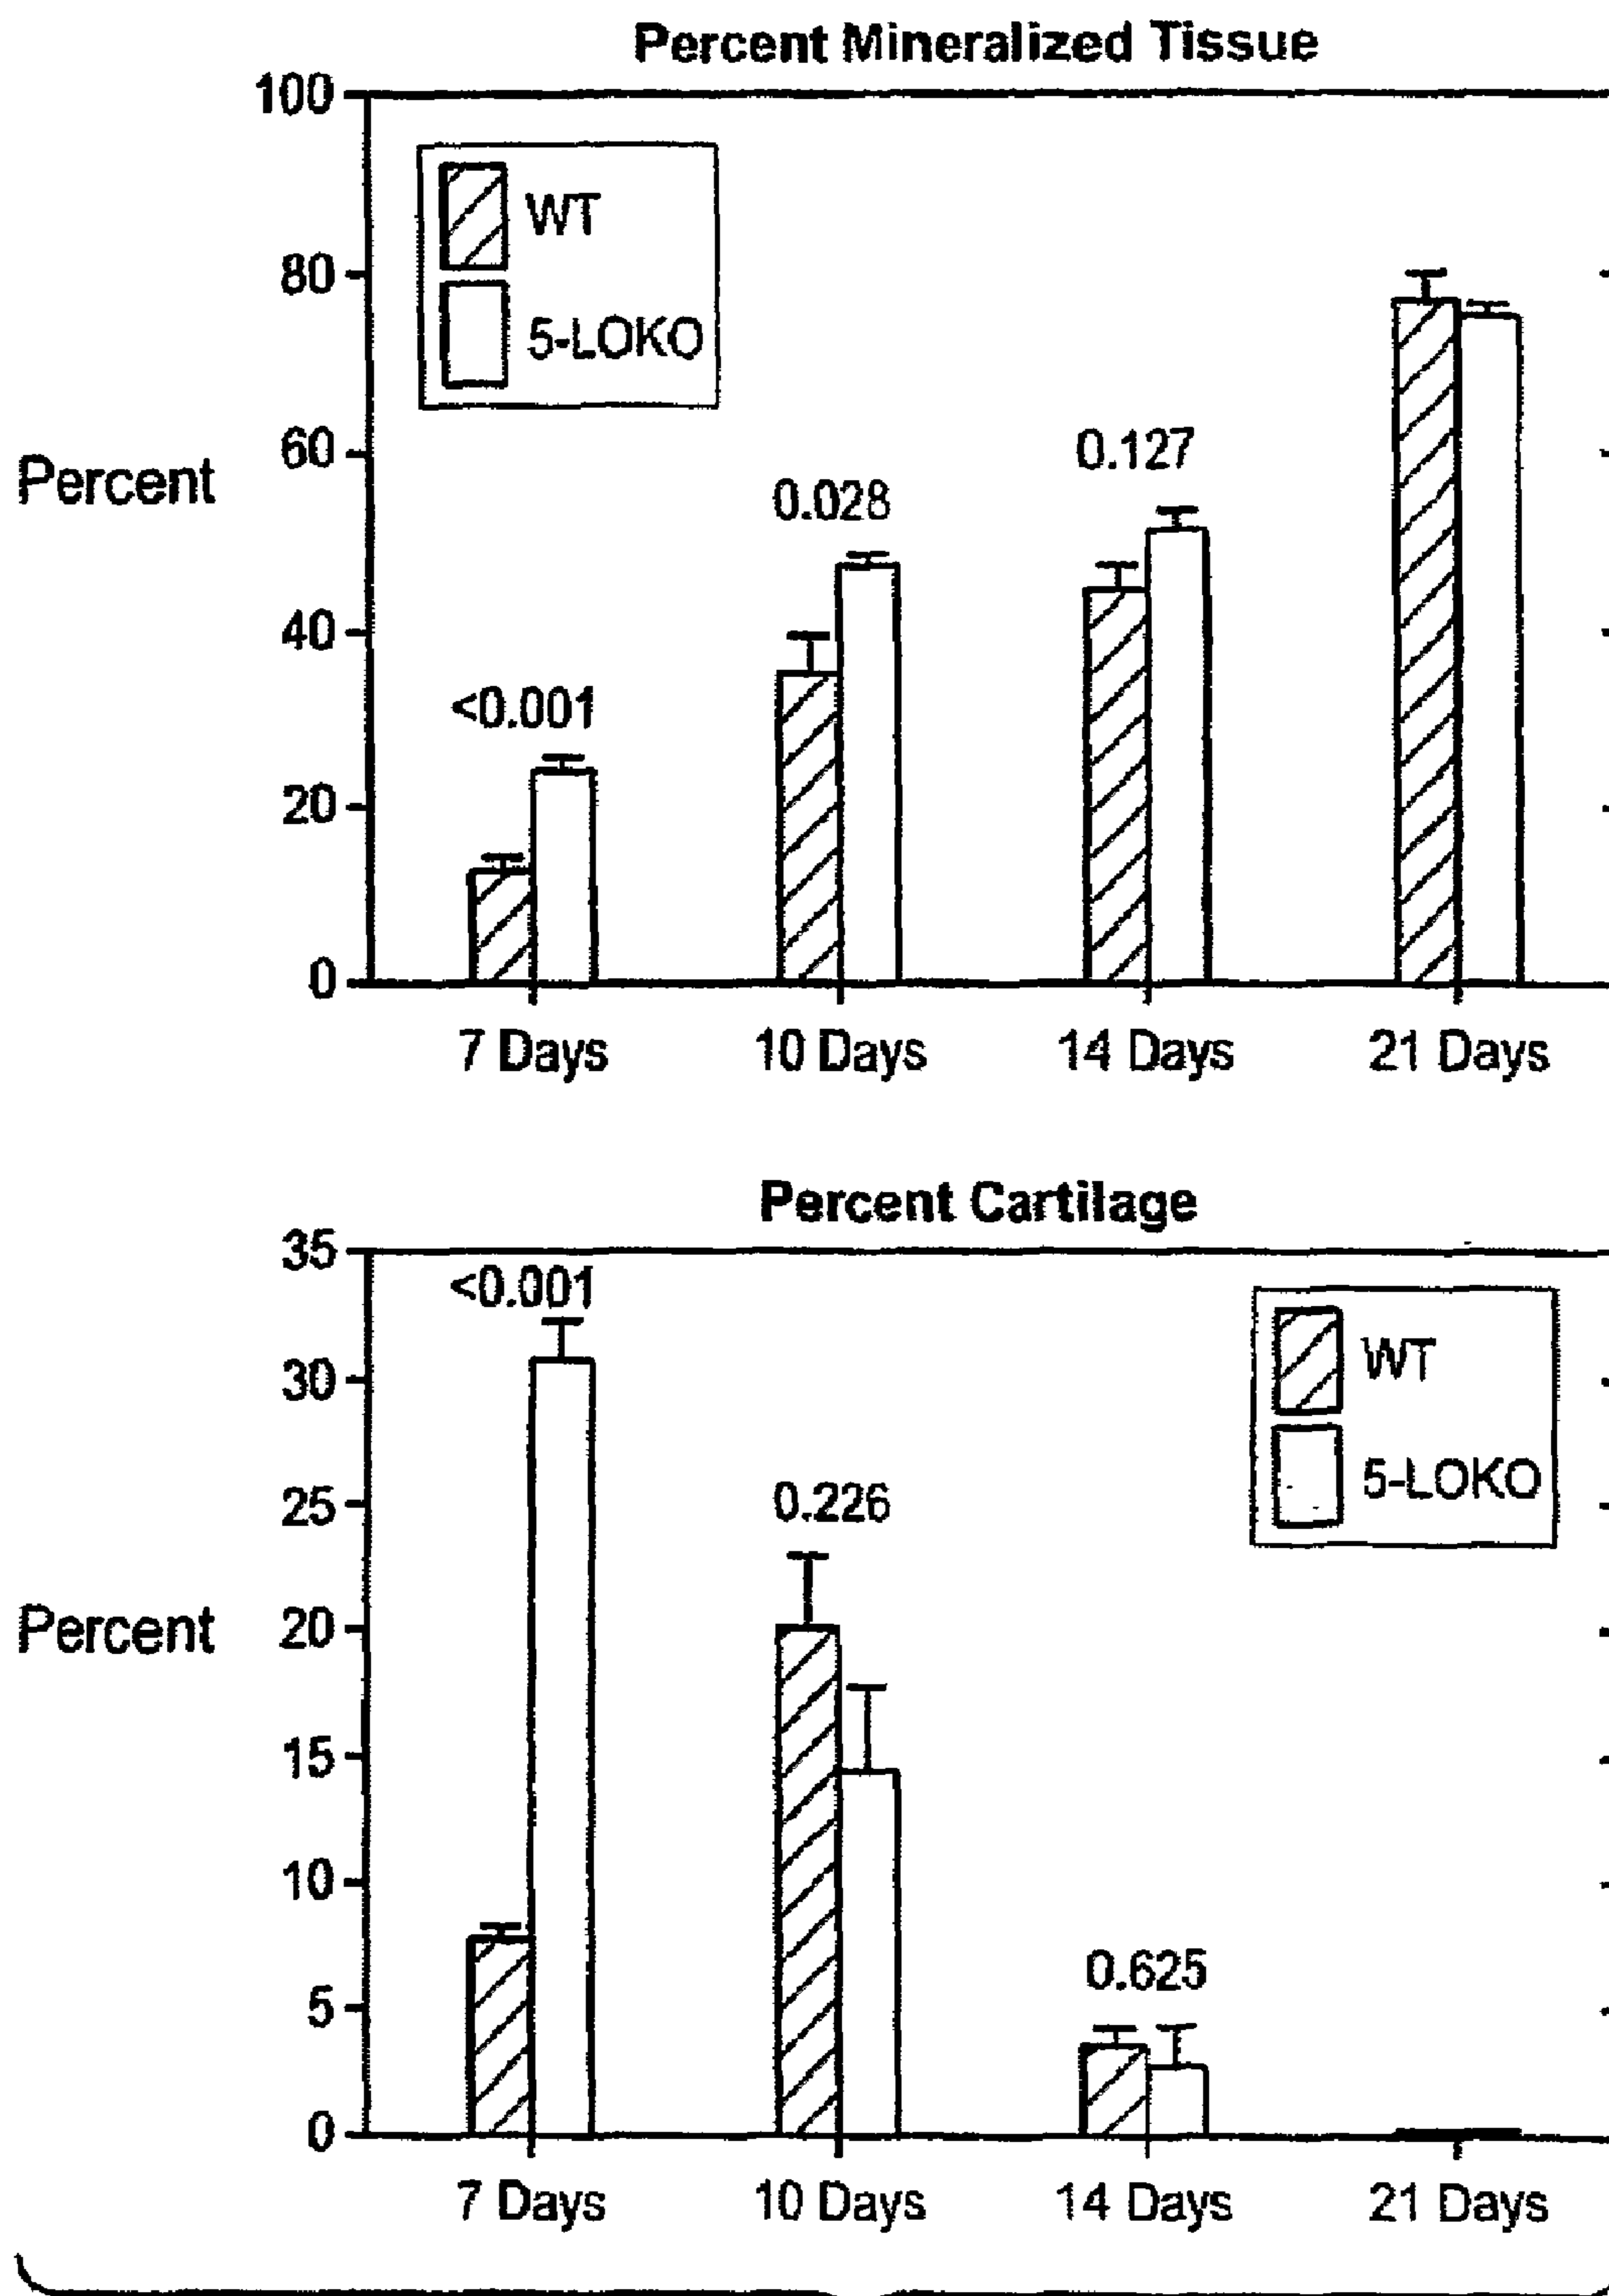 Percent Mineralized Tissue
100
80
60
40
20
0
Percent
WT
5-LOKO
<0.001
0.028
0.127
7 Days
10 Days
14 Days
21 Days
Percent Cartilage
35
30
25
20
15
10
5
0
Percent
<0.001
0.226
0.625
WT
5-LOKO
7 Days
10 Days
14 Days
21 Days